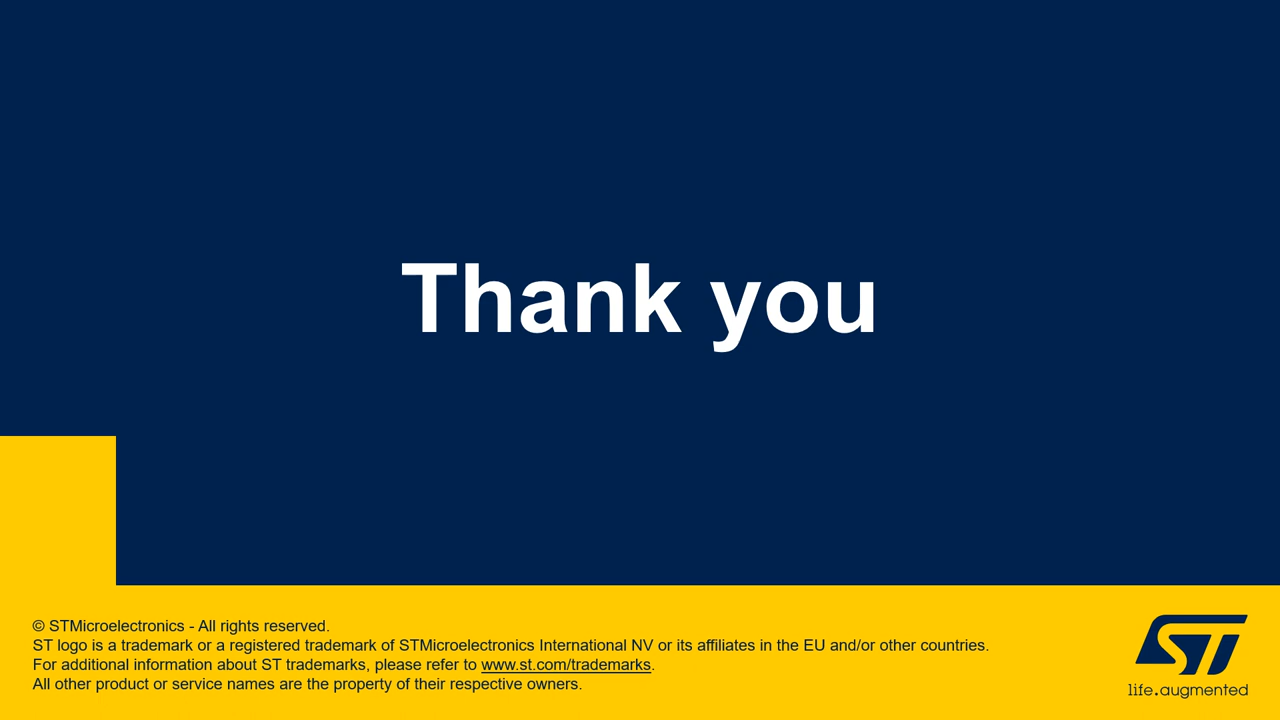 Thank you
© STMicroelectronics - All rights reserved.
ST logo is a trademark or a registered trademark of STMicroelectronics International NV or its affiliates in the EU and/or other countries.
For additional information about ST trademarks, please refer to www.st.com/trademarks.
All other product or service names are the property of their respective owners.
ST
life.augmented